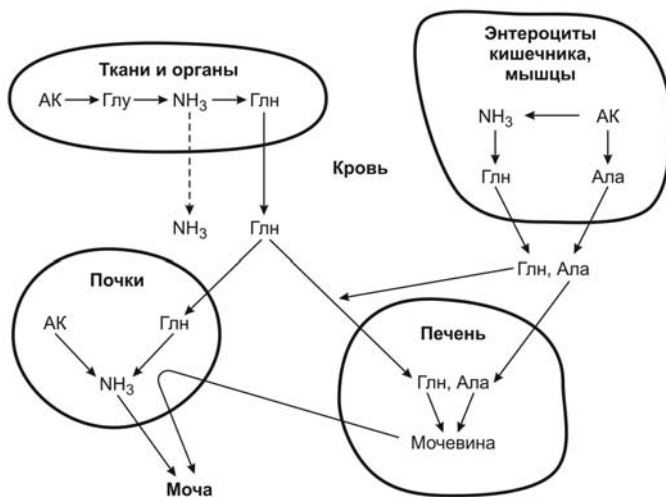 Энтероциты
кишечника,
мышцы
Ткани и органы
АК Глу NH3 Глн
NH3 АК
Кровь
Глн Ала
NH3 Глн
Глн, Ала
Почки
АК Глн
Печень
NH3
Глн, Ала
Мочевина
Моча